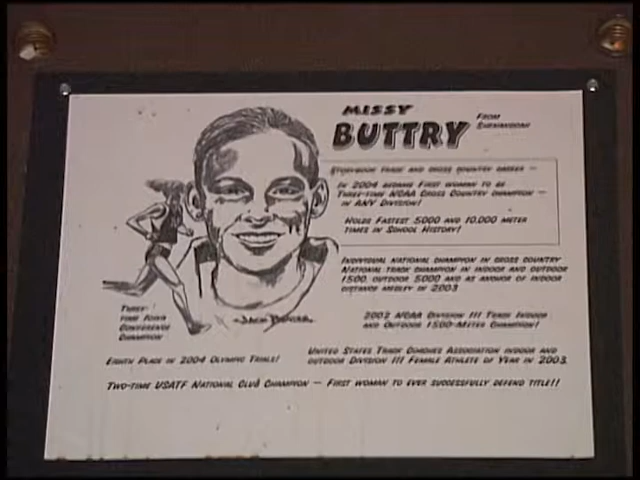 MISSY
BUTTRY
FROM
SHENANDOAH
STORYBOOK TRACK AND CROSS COUNTRY CAREER –
IN 2004 BECAME FIRST WOMAN TO BE
THREE-TIME NCAA CROSS COUNTRY CHAMPION –
IN ANY DIVISION!
HOLDS FASTEST 5000 AND 10,000 METER
TIMES IN SCHOOL HISTORY!
INDIVIDUAL NATIONAL CHAMPION IN CROSS COUNTRY
NATIONAL TRACK CHAMPION IN INDOOR AND OUTDOOR
1500, OUTDOOR 5000 AND AS ANCHOR OF INDOOR
DISTANCE MEDLEY IN 2003
THREE-
TIME IOWA
CONFERENCE
CHAMPION
2002 NCAA DIVISION III TRACK INDOOR
AND OUTDOOR 1500-METER CHAMPION!
EIGHTH PLACE IN 2004 OLYMPIC TRIALS!
UNITED STATES TRACK COACHES ASSOCIATION INDOOR AND
OUTDOOR DIVISION III FEMALE ATHLETE OF YEAR IN 2003.
TWO-TIME USATF NATIONAL CLUB CHAMPION – FIRST WOMAN TO EVER SUCCESSFULLY DEFEND TITLE!!